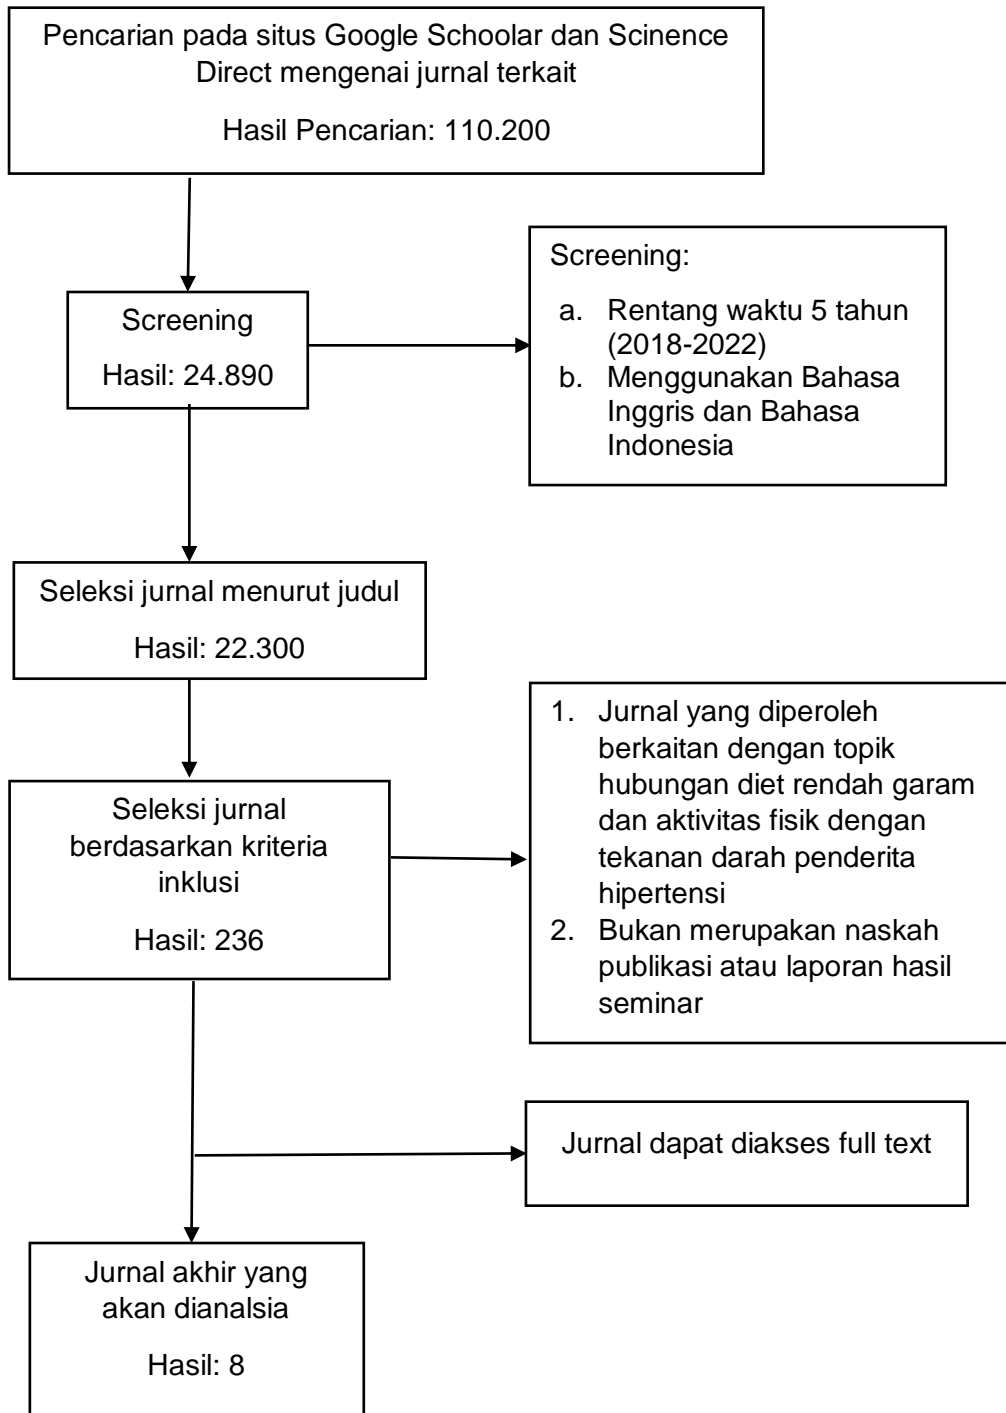 Pencarian pada situs Google Schoolar dan Scinence
Direct mengenai jurnal terkait
Hasil Pencarian: 110.200
Screening
Hasil: 24.890
Screening:
a. Rentang waktu 5 tahun
(2018-2022)
b. Menggunakan Bahasa
Inggris dan Bahasa
Indonesia
Seleksi jurnal menurut judul
Hasil: 22.300
Seleksi jurnal
berdasarkan kriteria
inklusi
Hasil: 236
1. Jurnal yang diperoleh
berkaitan dengan topik
hubungan diet rendah garam
dan aktivitas fisik dengan
tekanan darah penderita
hipertensi
2. Bukan merupakan naskah
publikasi atau laporan hasil
seminar
Jurnal dapat diakses full text
Jurnal akhir yang
akan dianalsia
Hasil: 8